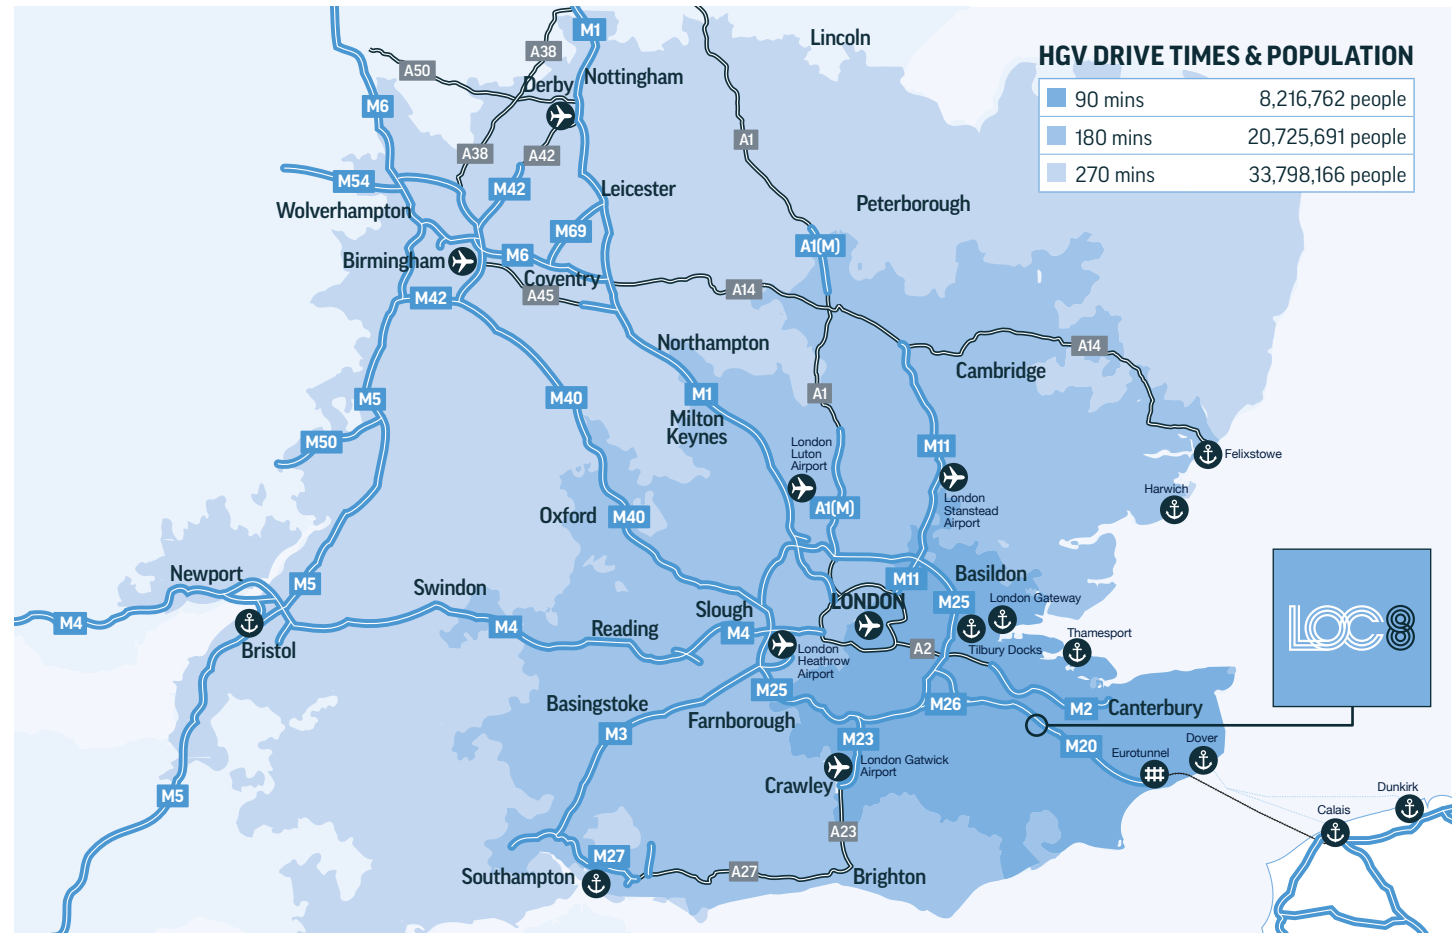 HGV DRIVE TIMES & POPULATION
90 mins 8,216,762 people
180 mins 20,725,691 people
270 mins 33,798,166 people
M1
Lincoln
A38
A50
Nottingham
Derby
M6
A1
A38
A42
M54
M42
Leicester
Wolverhampton
Peterborough
M69
A1(M)
Birmingham
M6
Coventry
M42
A45
A14
Northampton
A14
Cambridge
M5
M40
M1
A1
Milton
Keynes
M50
London
Luton
Airport
M11
Felixstowe
Harwich
London
Stanstead
Airport
A1(M)
Oxford
M40
Newport
M5
Swindon
M11
Basildon
M25
London Gateway
LONDON
Slough
M4
M4
Reading
M4
A2
Tilbury Docks
Thamesport
Bristol
London
Heathrow
Airport
M25
M26
M2
Canterbury
Basingstoke
Farnborough
M3
M23
M20
Eurotunnel
Dover
London Gatwick
Airport
Crawley
M5
Dunkirk
Calais
A23
M27
Southampton
A27
Brighton
LOC8